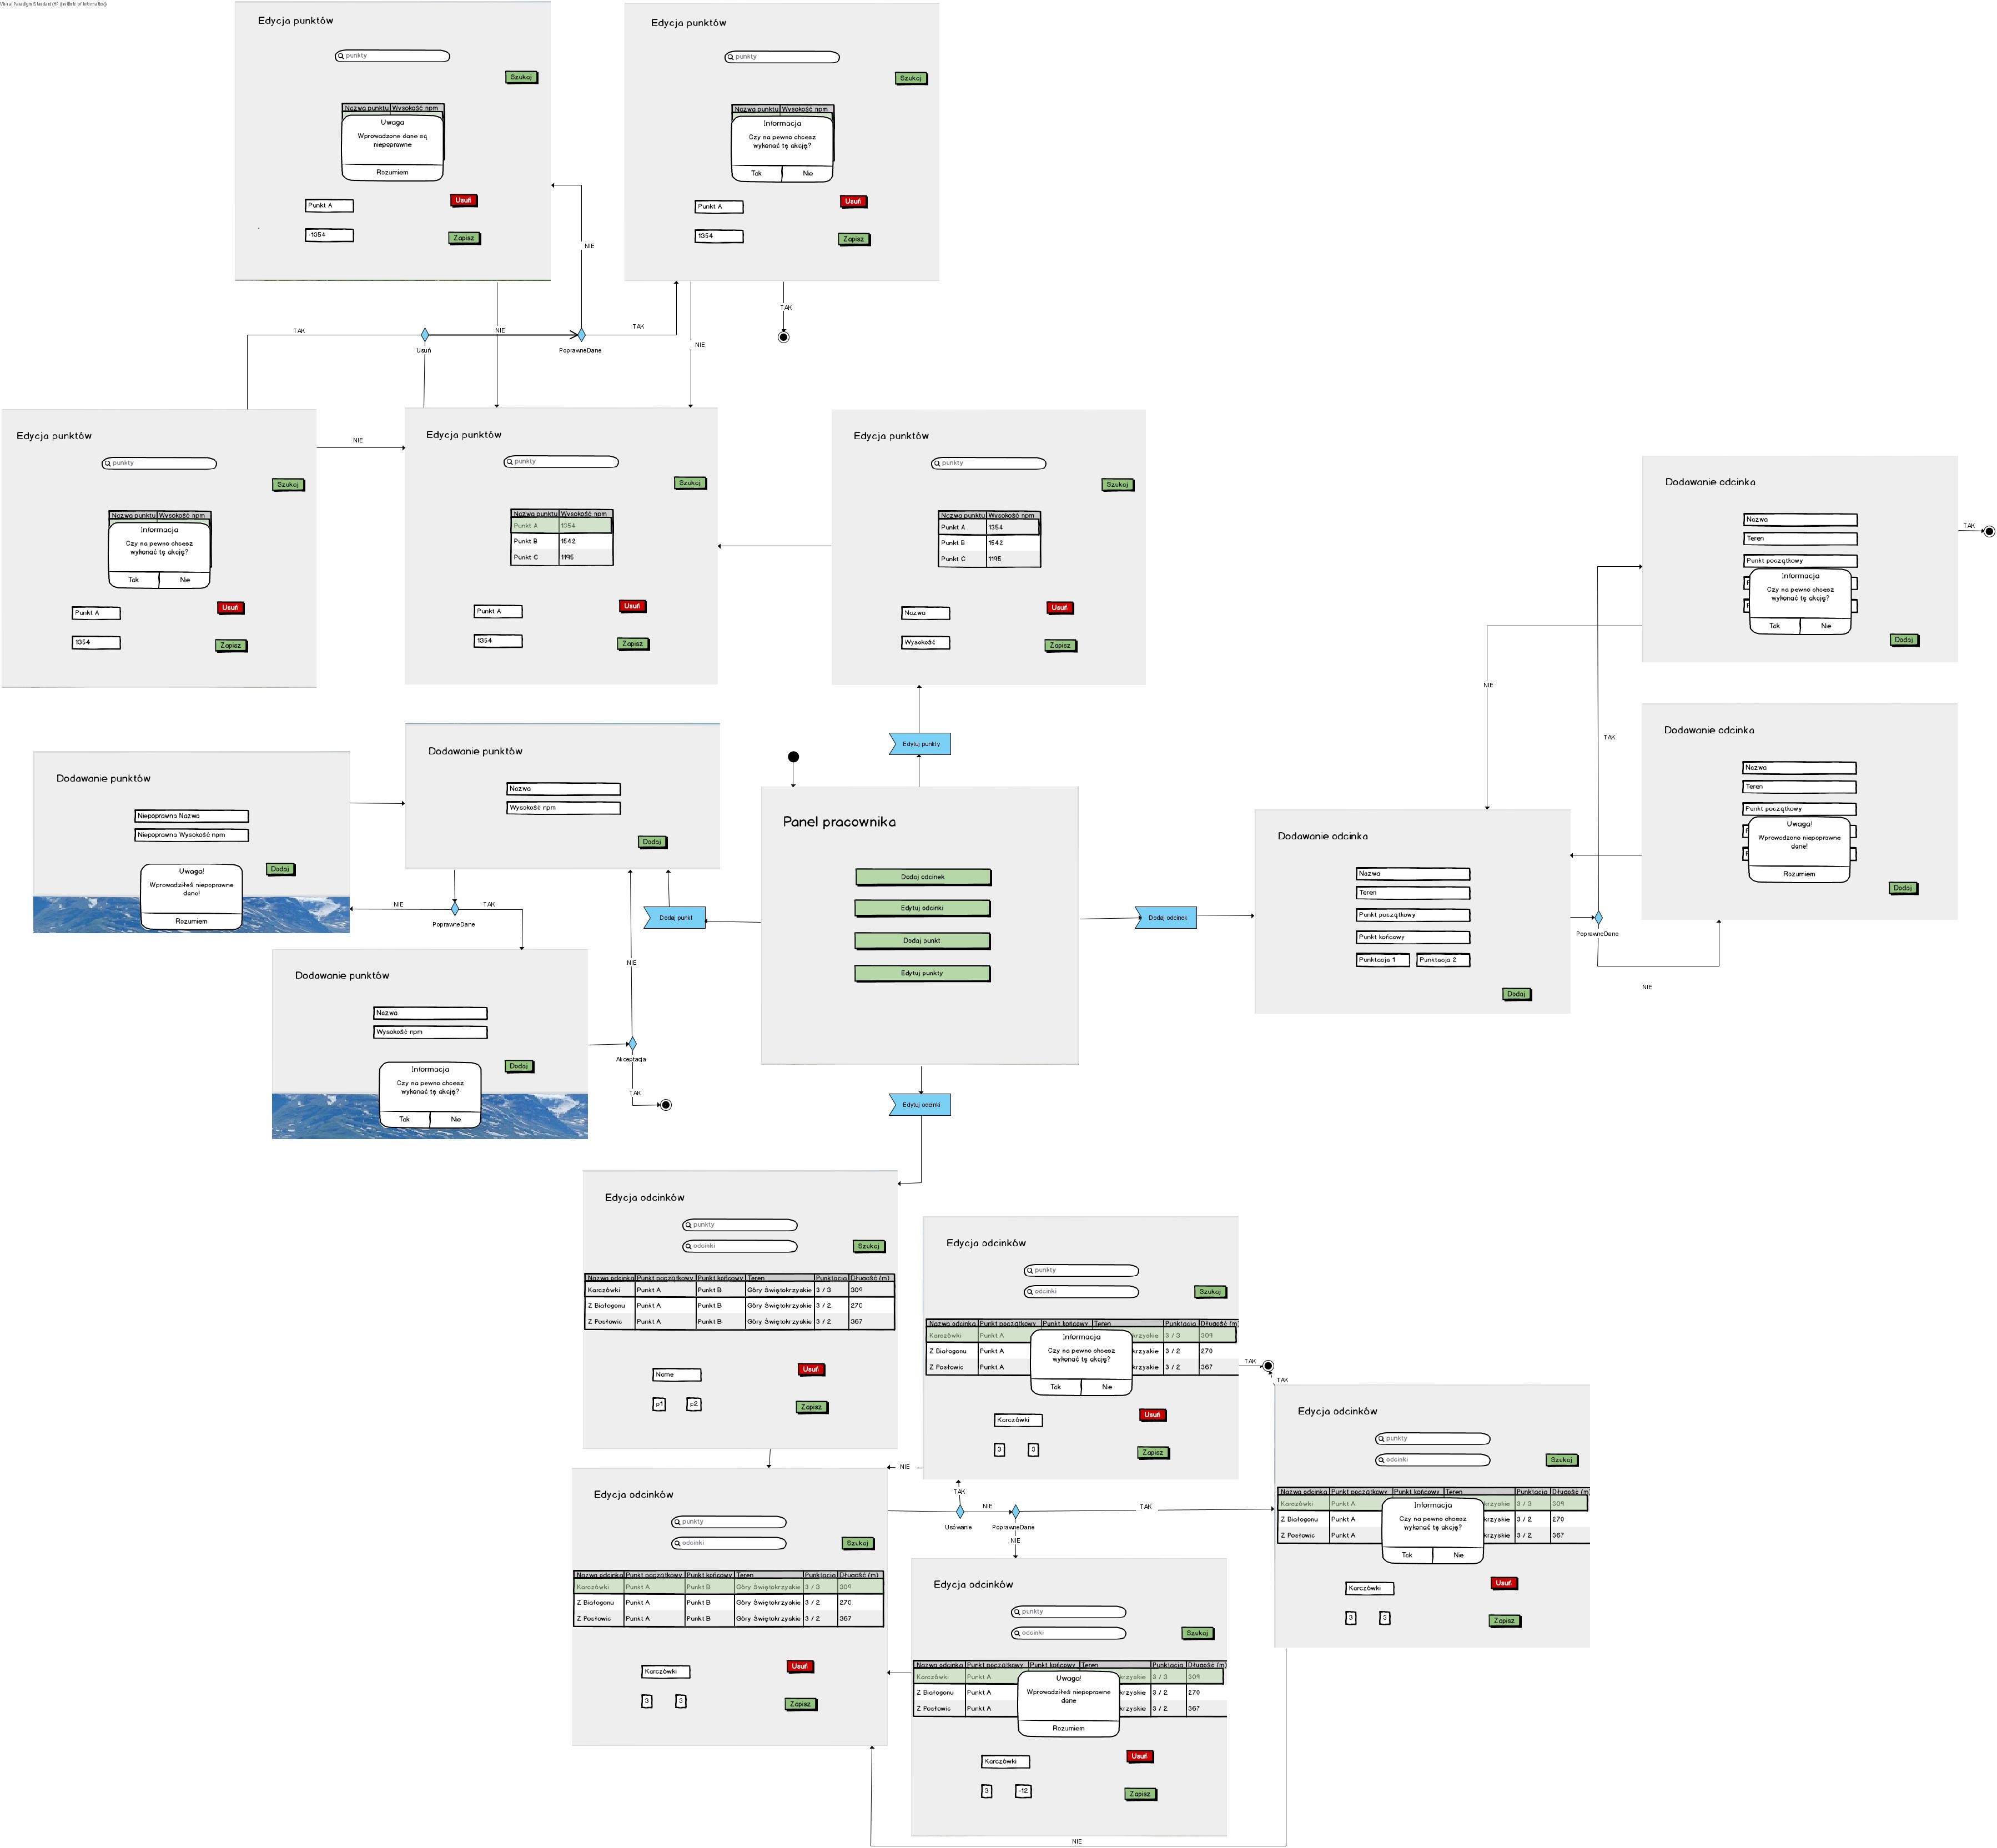 Edycja punktów
punkty
Szukaj
Nazwa punktu Wysokość npm
Uwaga
Wprowadzone dane są
niepoprawne
Rozumiem
Punkt A
Usuń
-1354
Zapisz
Edycja punktów
punkty
Szukaj
Nazwa punktu Wysokość npm
Informacja
Czy na pewno chcesz
wykonać tę akcję?
Tak Nie
Punkt A
Usuń
1354
Zapisz
NIE
TAK
TAK
Usuń
NIE
PoprawneDane
TAK
NIE
Edycja punktów
punkty
Szukaj
Nazwa punktu Wysokość npm
Informacja
Czy na pewno chcesz
wykonać tę akcję?
Tak Nie
Punkt A
Usuń
1354
Zapisz
NIE
Edycja punktów
punkty
Szukaj
Nazwa punktu Wysokość npm
Punkt A 1354
Punkt B 1542
Punkt C 1195
Punkt A
Usuń
1354
Zapisz
Edycja punktów
punkty
Szukaj
Nazwa punktu Wysokość npm
Punkt A 1354
Punkt B 1542
Punkt C 1195
Nazwa
Usuń
Wysokość
Zapisz
Edytuj punkty
Dodawanie odcinka
Nazwa
Teren
Punkt początkowy
Informacja
Czy na pewno chcesz
wykonać tę akcję?
Tak Nie
Dodaj
TAK
NIE
TAK
Dodawanie odcinka
Nazwa
Teren
Punkt początkowy
Uwaga!
Wprowadzono niepoprawne
dane!
Rozumiem
Dodaj
Dodawanie punktów
Niepoprawna Nazwa
Niepoprawna Wysokość npm
Dodaj
Uwaga!
Wprowadziłeś niepoprawne
dane!
Rozumiem
Dodawanie punktów
Nazwa
Wysokość npm
Dodaj
NIE
TAK
PoprawneDane
Dodaj punkt
Dodawanie punktów
Nazwa
Wysokość npm
Dodaj
Informacja
Czy na pewno chcesz
wykonać tę akcję?
Tak Nie
NIE
Akceptacja
TAK
Panel pracownika
Dodaj odcinek
Edytuj odcinki
Dodaj punkt
Edytuj punkty
Dodaj odcinek
Dodawanie odcinka
Nazwa
Teren
Punkt początkowy
Punkt końcowy
Punktacja 1 Punktacja 2
Dodaj
PoprawneDane
NIE
Edytuj odcinki
Edycja odcinków
punkty
odcinki
Szukaj
Nazwa odcinka Punkt początkowy Punkt końcowy Teren Punktacja Długość (m)
Karczówki Punkt A Punkt B Góry Świętokrzyskie 3 / 3 309
Z Białogonu Punkt A Punkt B Góry Świętokrzyskie 3 / 2 270
Z Posłowic Punkt A Punkt B Góry Świętokrzyskie 3 / 2 367
Name
Usuń
p1 p2
Zapisz
Edycja odcinków
punkty
odcinki
Szukaj
Nazwa odcinka Punkt początkowy Punkt końcowy Teren Punktacja Długość (m)
Karczówki Punkt A krzyskie 3 / 3 309
Z Białogonu Punkt A krzyskie 3 / 2 270
Z Posłowic Punkt A krzyskie 3 / 2 367
Informacja
Czy na pewno chcesz
wykonać tę akcję?
Tak Nie
Karczówki
Usuń
3 3
Zapisz
TAK
TAK
NIE
TAK
Usówanie
NIE
PoprawneDane
TAK
NIE
Edycja odcinków
punkty
odcinki
Szukaj
Nazwa odcinka Punkt początkowy Punkt końcowy Teren Punktacja Długość (m)
Karczówki Punkt A krzyskie 3 / 3 309
Z Białogonu Punkt A krzyskie 3 / 2 270
Z Posłowic Punkt A krzyskie 3 / 2 367
Informacja
Czy na pewno chcesz
wykonać tę akcję?
Tak Nie
Karczówki
Usuń
3 3
Zapisz
Edycja odcinków
punkty
odcinki
Szukaj
Nazwa odcinka Punkt początkowy Punkt końcowy Teren Punktacja Długość (m)
Karczówki Punkt A Punkt B Góry Świętokrzyskie 3 / 3 309
Z Białogonu Punkt A Punkt B Góry Świętokrzyskie 3 / 2 270
Z Posłowic Punkt A Punkt B Góry Świętokrzyskie 3 / 2 367
Karczówki
Usuń
3 3
Zapisz
Edycja odcinków
punkty
odcinki
Szukaj
Nazwa odcinka Punkt początkowy Punkt końcowy Teren Punktacja Długość (m)
Karczówki Punkt A krzyskie 3 / 3 309
Z Białogonu Punkt A krzyskie 3 / 2 270
Z Posłowic Punkt A krzyskie 3 / 2 367
Uwaga!
Wprowadziłeś niepoprawne
dane
Rozumiem
Karczówki
Usuń
3 -12
Zapisz
NIE